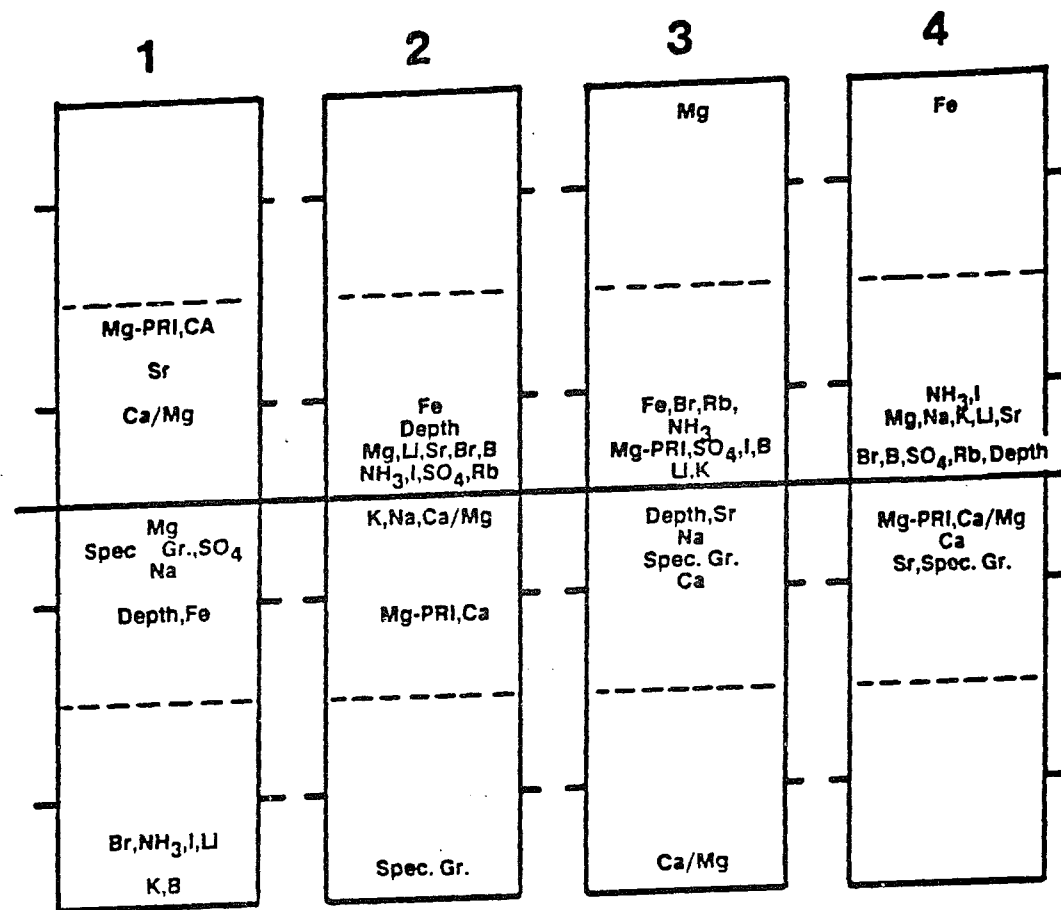 1
2
3
4
Mg-PRI,CA
Sr
Ca/Mg
Mg
Spec Gr.,SO4
Na
Depth,Fe
Br,NH3,I,LI
K,B
Fe
Depth
Mg,LI,Sr,Br,B
NH3,I,SO4,Rb
K,Na,Ca/Mg
Mg-PRI,Ca
Spec. Gr.
Mg
Fe,Br,Rb,
NH3
Mg-PRI,SO4,I,B
LI,K
Depth,Sr
Na
Spec. Gr.
Ca
Ca/Mg
Fe
NH3,I
Mg,Na,K,LI,Sr
Br,B,SO4,Rb,Depth
Mg-PRI,Ca/Mg
Ca
Sr,Spec. Gr.